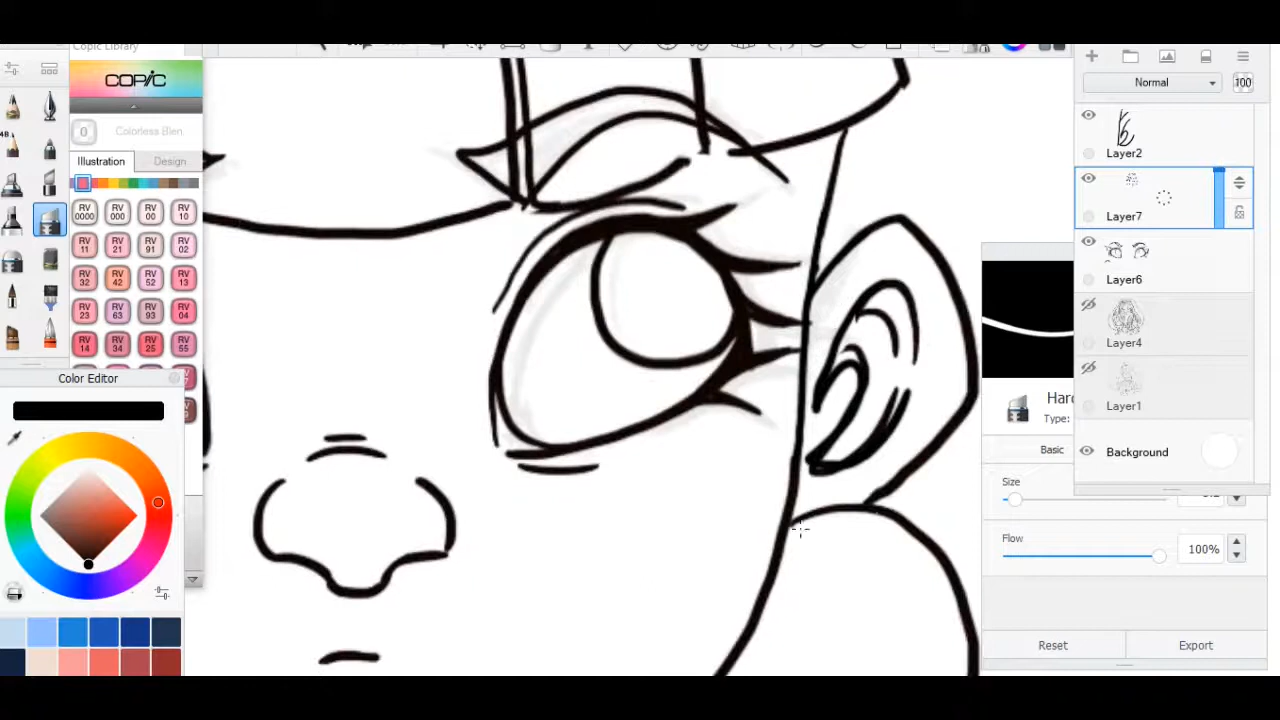 Copic Library
COPIC
0 Colorless Blen
Illustration Design
RV 0000 RV 000 RV 00 RV 10
RV 11 RV 21 RV 91 RV 02
RV 32 RV 42 RV 52 RV 13
RV 23 RV 63 RV 93 RV 04
RV 14 RV 34 RV 25 RV 55
Color Editor
Normal 100
Layer2
Layer7
Layer6
Layer4
Layer1
Background
Type:
Basic
Size
Flow 100%
Reset Export